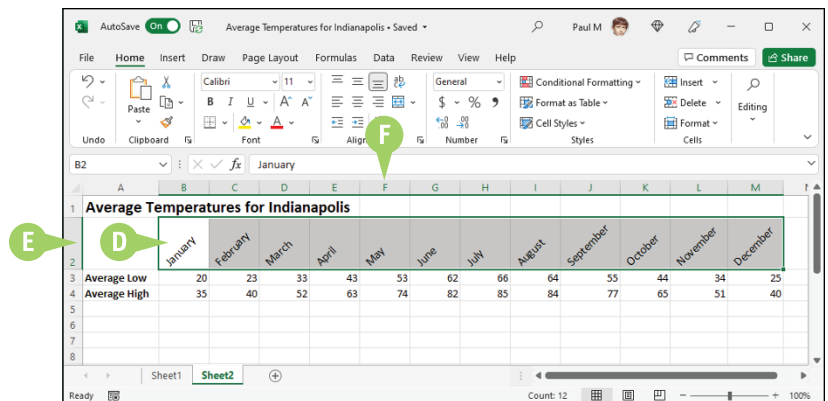 AutoSave On Average Temperatures for Indianapolis • Saved Paul M
File Home Insert Draw Page Layout Formulas Data Review View Help Comments Share
Calibri 11 General Conditional Formatting Insert
Paste B I U A A $ % 9 Format as Table Delete Editing
A Cell Styles Format
Undo Clipboard Font Number Styles Cells
F
B2 fx January
A B C D E F G H I J K L M
1 Average Temperatures for Indianapolis
E D
2 January February March April May June July August September October November December
3 Average Low 20 23 33 43 53 62 66 64 55 44 34 25
4 Average High 35 40 52 63 74 82 85 84 77 65 51 40
5
6
7
8
Sheet1 Sheet2
Ready Count: 12 100%